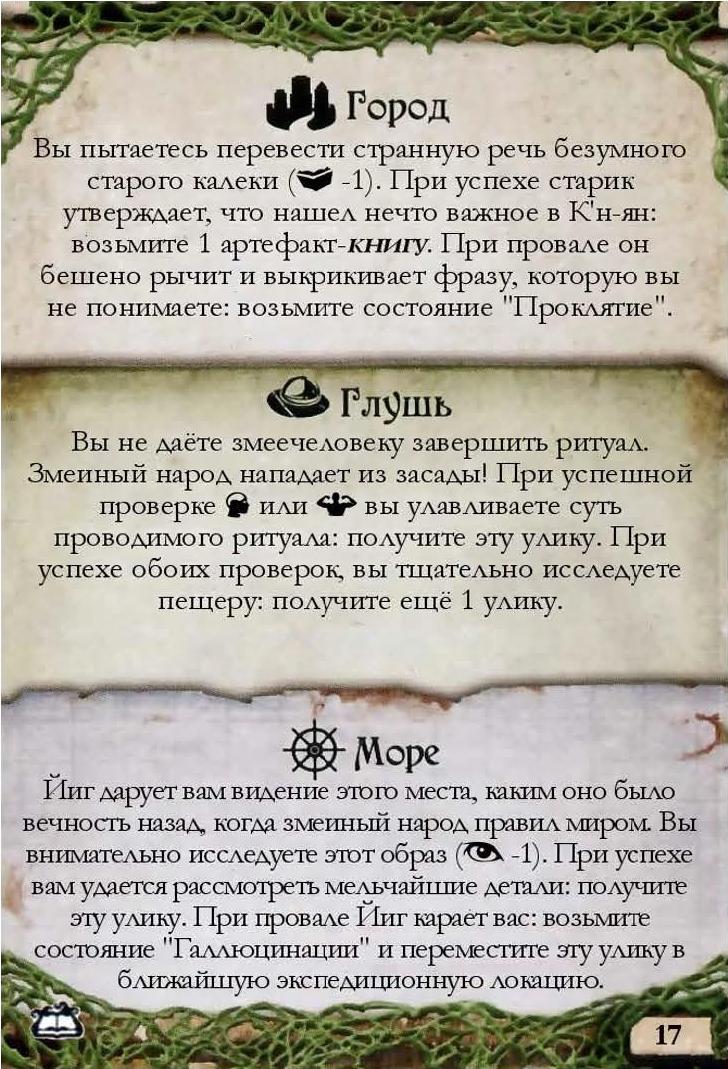 Город
Вы пытаетесь перевести странную речь безумного
старого калеки ( -1). При успехе старик
утверждает, что нашел нечто важное в К'н-ян:
возьмите 1 артефакт-книгу. При провале он
бешено рычит и выкрикивает фразу, которую вы
не понимаете: возьмите состояние "Проклятие".
Глушь
Вы не даёте змеечеловеку завершить ритуал.
Змеиный народ нападает из засады! При успешной
проверке или вы улавливаете суть
проводимого ритуала: получите эту улику. При
успехе обоих проверок, вы тщательно исследуете
пещеру: получите ещё 1 улику.
Море
Йиг дарует вам видение этого места, каким оно было
вечность назад, когда змеиный народ правил миром. Вы
внимательно исследуете этот образ ( -1). При успехе
вам удается рассмотреть мельчайшие детали: получите
эту улику. При провале Йиг карает вас: возьмите
состояние "Галлюцинации" и переместите эту улику в
ближайшую экспедиционную локацию.
17